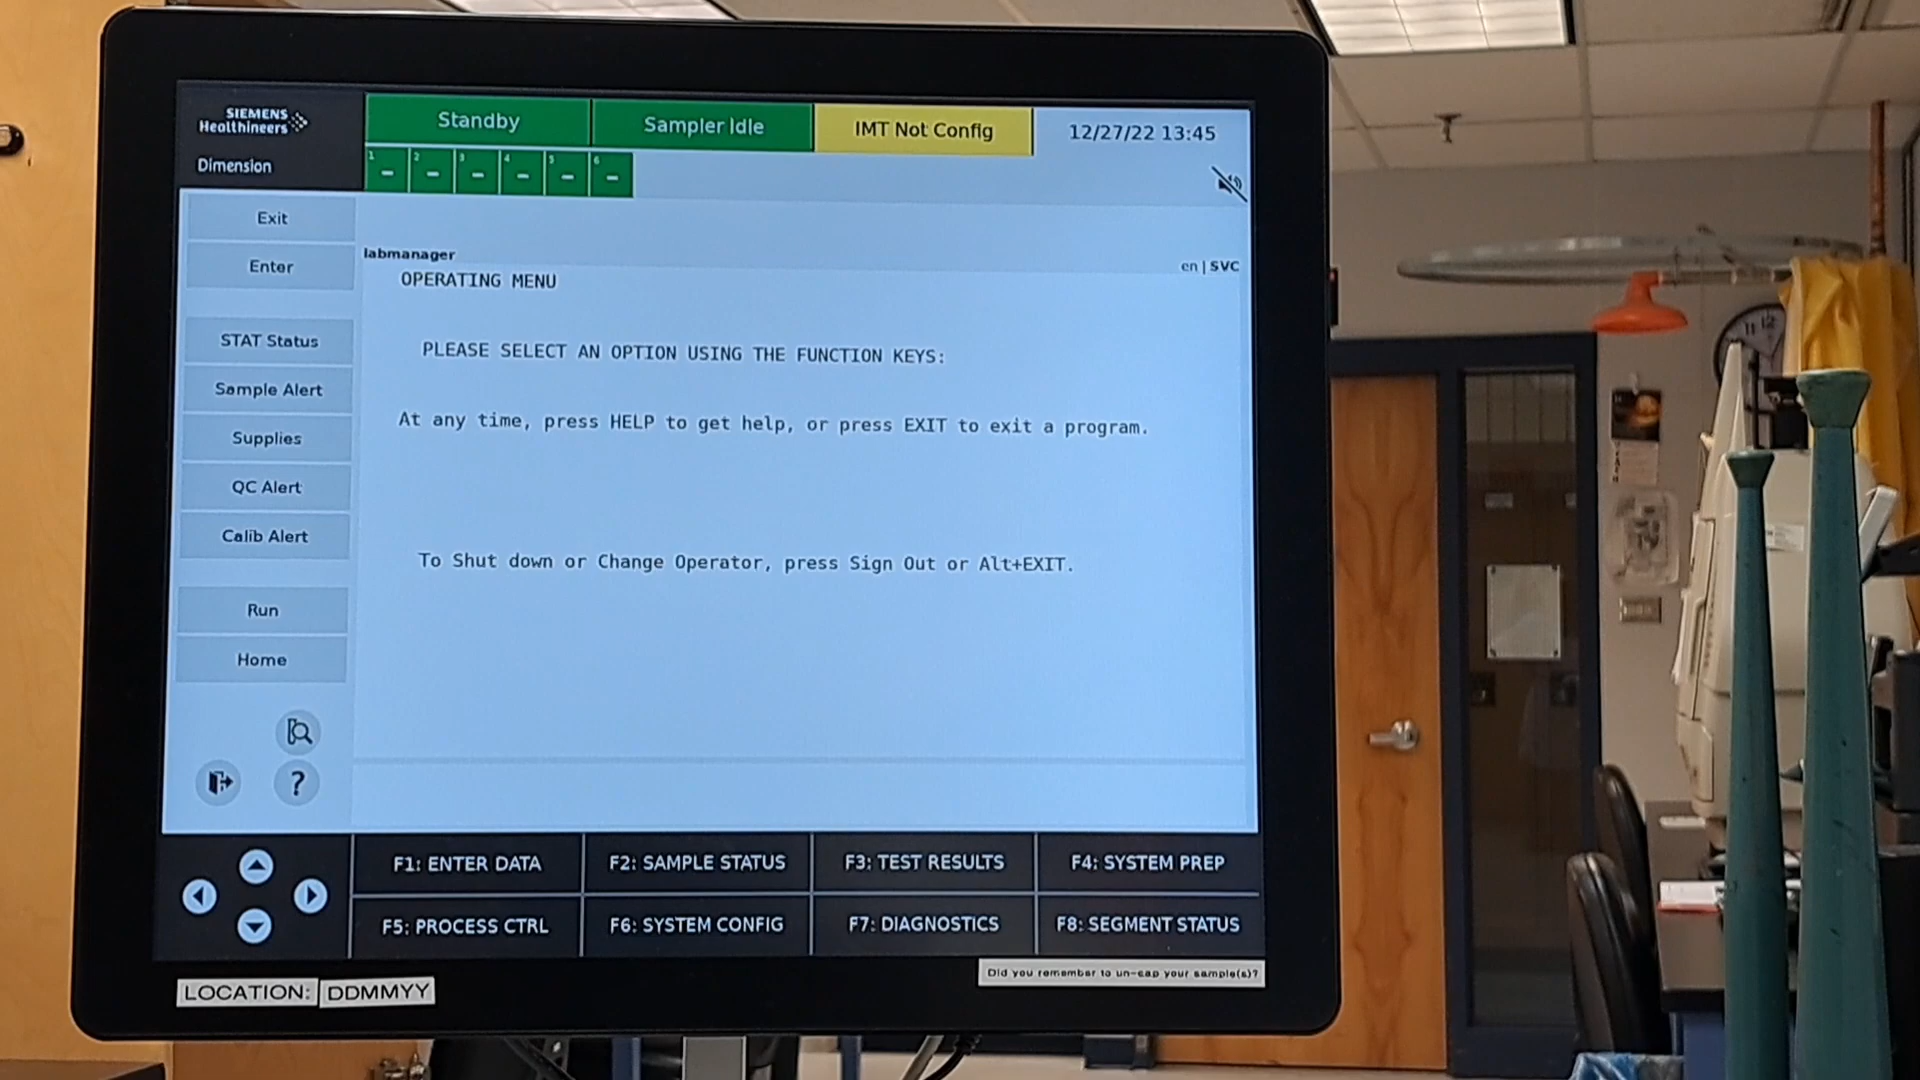 SIEMENS
Healthineers
Dimension
Standby
Sampler Idle
IMT Not Config
12/27/22 13:45
1 2 3 4 5 6
- - - - - -
Exit
Enter
STAT Status
Sample Alert
Supplies
QC Alert
Calib Alert
Run
Home
?
labmanager
en | SVC
OPERATING MENU
PLEASE SELECT AN OPTION USING THE FUNCTION KEYS:
At any time, press HELP to get help, or press EXIT to exit a program.
To Shut down or Change Operator, press Sign Out or Alt+EXIT.
F1: ENTER DATA
F2: SAMPLE STATUS
F3: TEST RESULTS
F4: SYSTEM PREP
F5: PROCESS CTRL
F6: SYSTEM CONFIG
F7: DIAGNOSTICS
F8: SEGMENT STATUS
LOCATION: DDMMYY
Did you remember to un-cap your sample(s)?
11 12